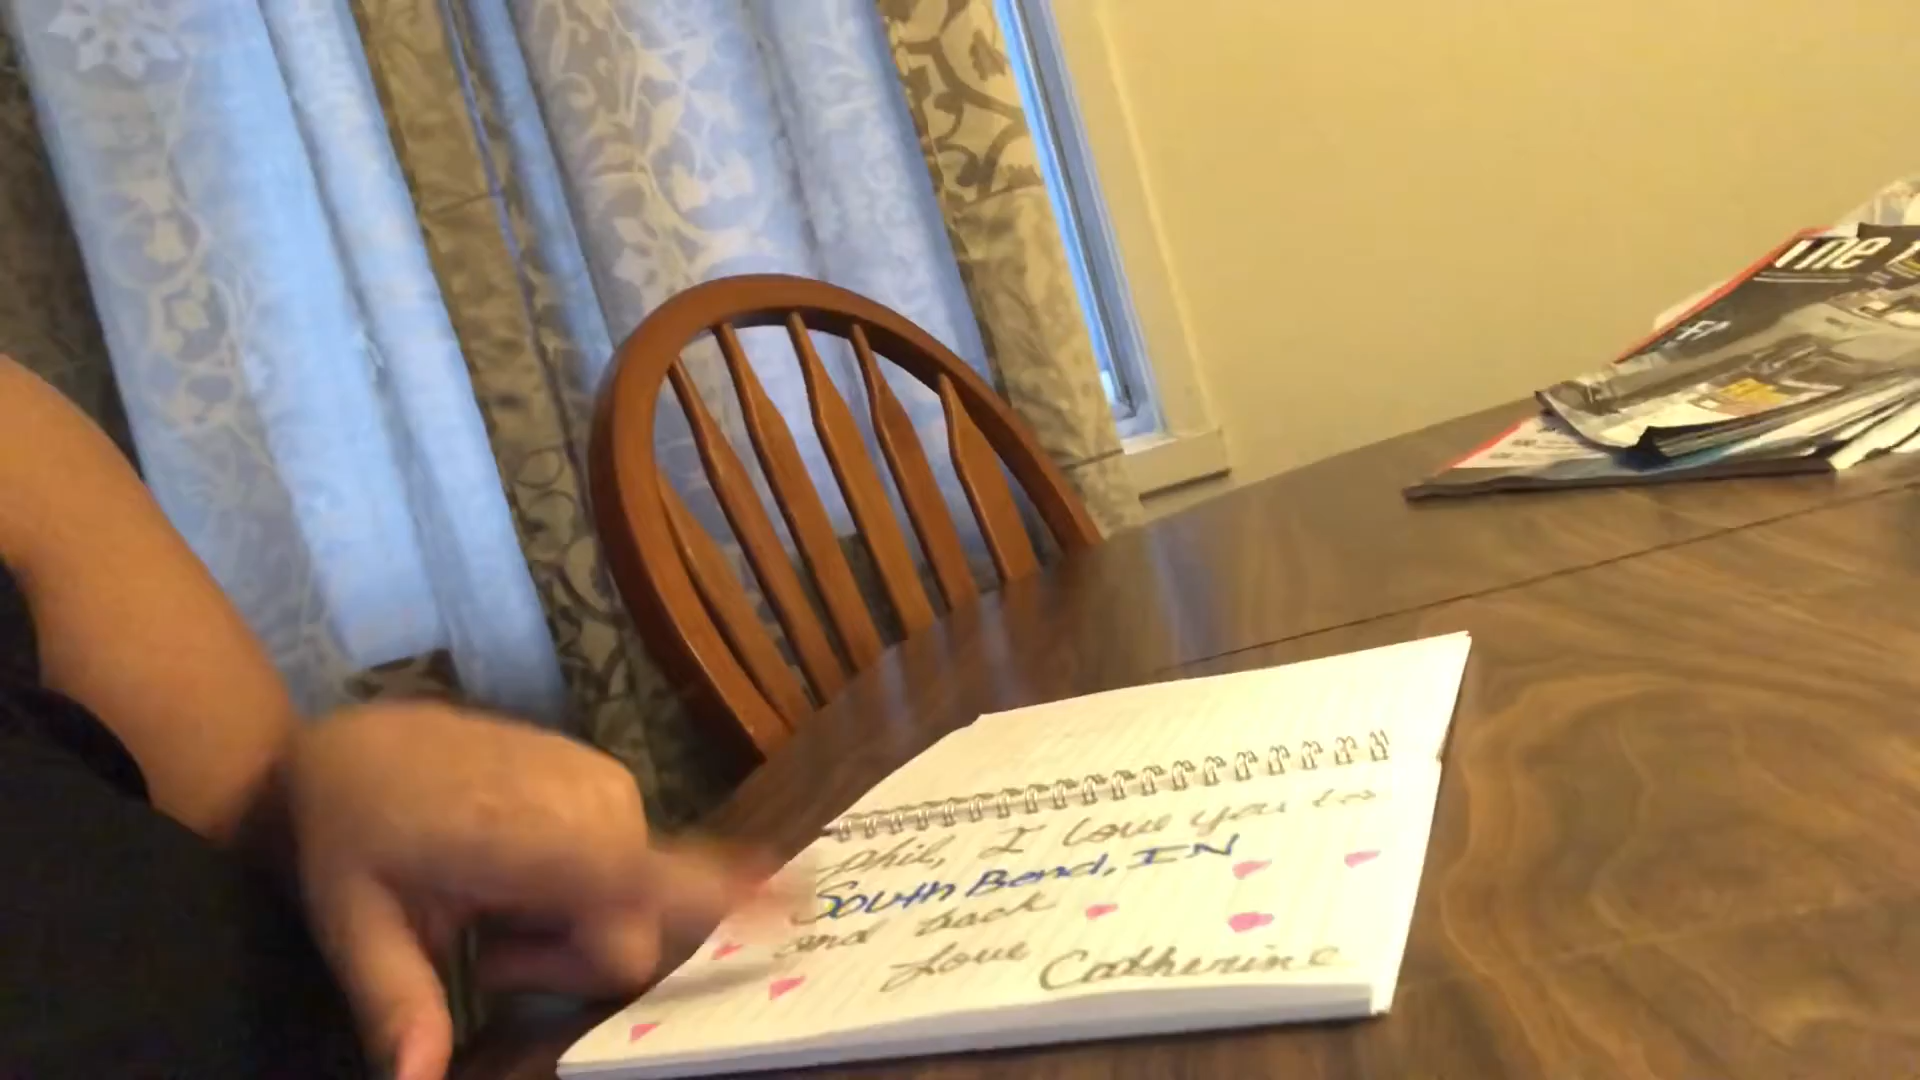 Phil, I love you to
South Bend, IN
and back
Love Catherine